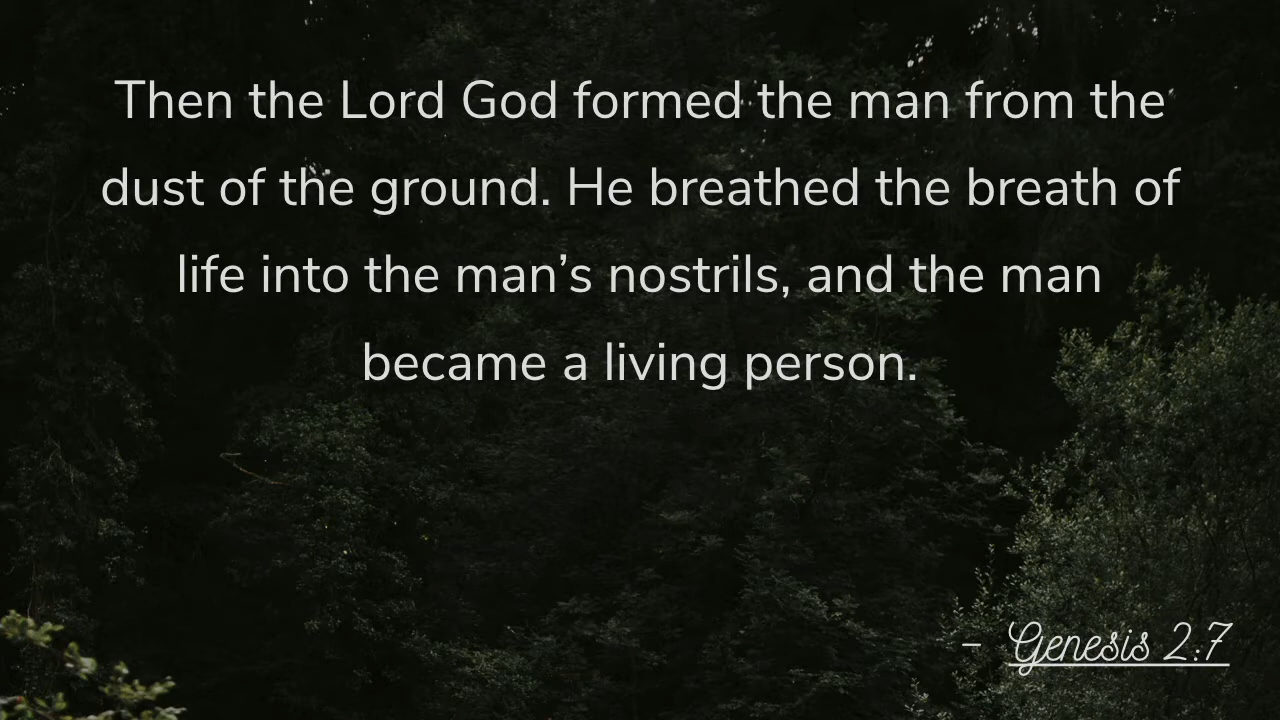 Then the Lord God formed the man from the
dust of the ground. He breathed the breath of
life into the man’s nostrils, and the man
became a living person.
– Genesis 2:7